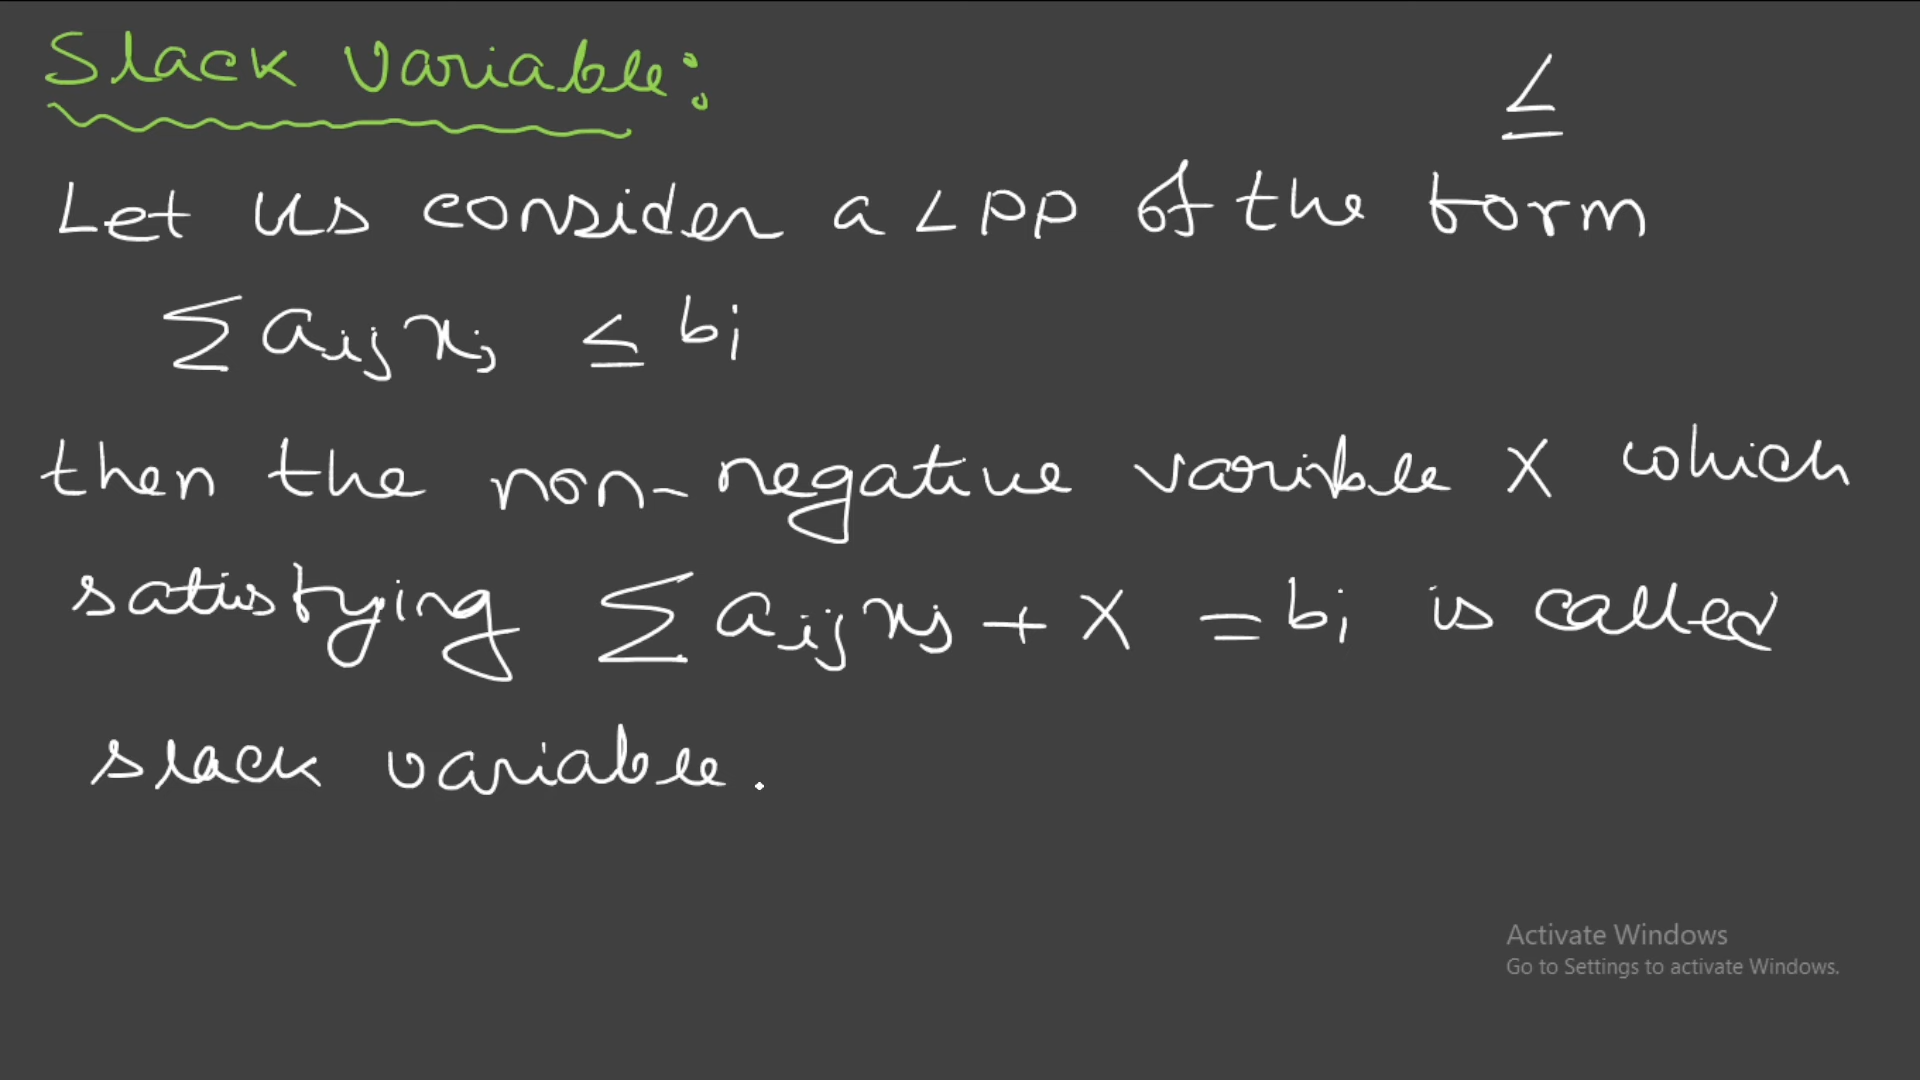 Slack Variable:
≤
Let us consider a LPP of the form
∑ aij xj ≤ bi
then the non-negative varible X which
satisfying ∑ aij xj + X = bi is called
slack variable.
Activate Windows
Go to Settings to activate Windows.